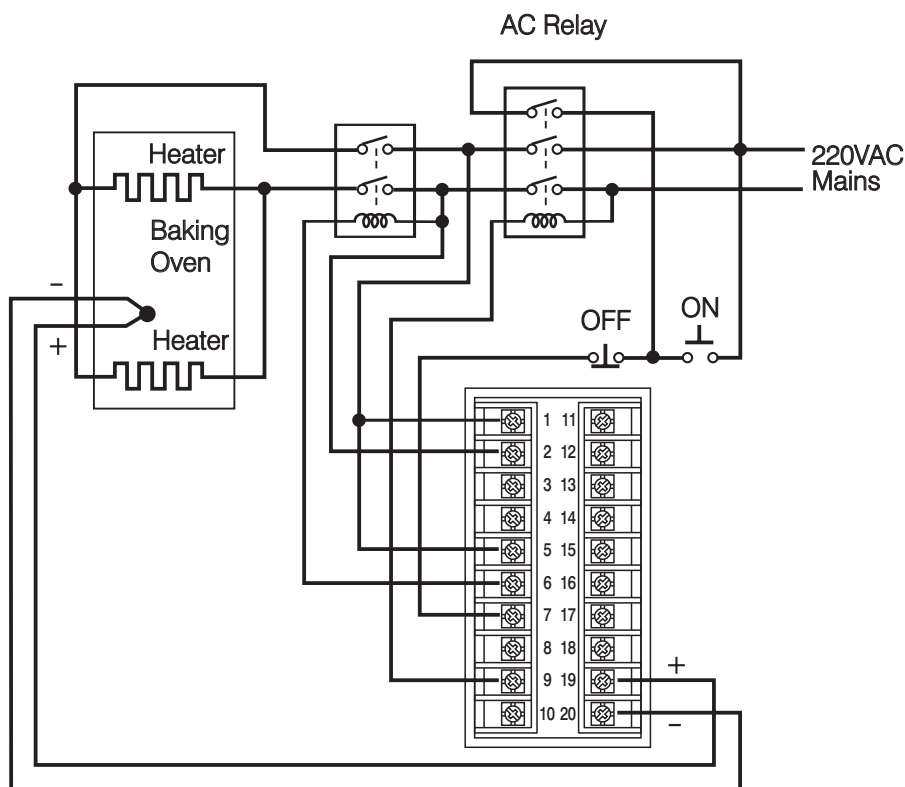 AC Relay
Heater
Baking
Oven
Heater
220VAC
Mains
−
+
OFF
ON
1 11
2 12
3 13
4 14
5 15
6 16
7 17
8 18
9 19
10 20
+
−